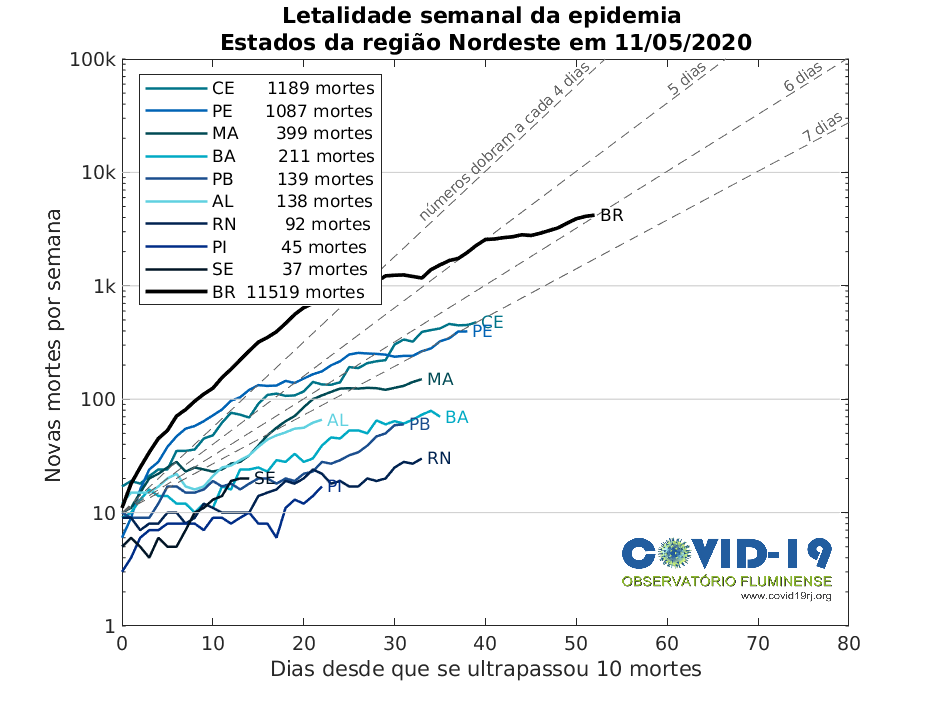 Letalidade semanal da epidemia
Estados da região Nordeste em 11/05/2020
Novas mortes por semana
100k
10k
1k
100
10
1
CE 1189 mortes
PE 1087 mortes
MA 399 mortes
BA 211 mortes
PB 139 mortes
AL 138 mortes
RN 92 mortes
PI 45 mortes
SE 37 mortes
BR 11519 mortes
números dobram a cada 4 dias
5 dias
6 dias
7 dias
BR
CE
PE
MA
AL
BA
PB
RN
SE
PI
COVID-19
OBSERVATÓRIO FLUMINENSE
www.covid19rj.org
0 10 20 30 40 50 60 70 80
Dias desde que se ultrapassou 10 mortes